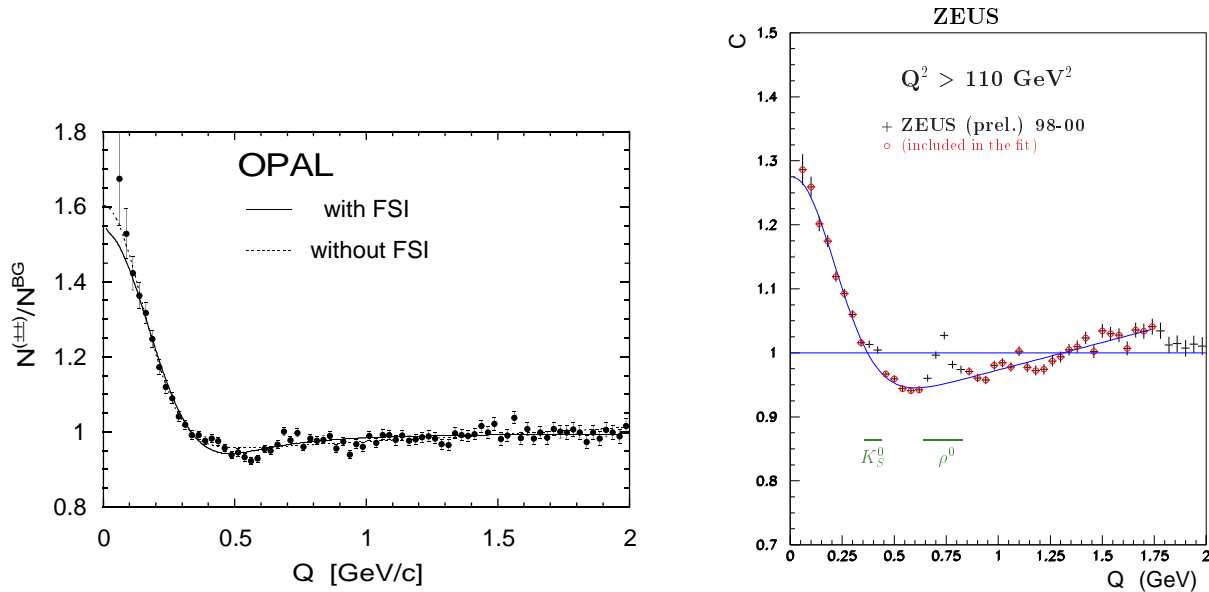 OPAL
with FSI
without FSI
N(±±)/NBG
1.8
1.6
1.4
1.2
1
0.8
0
0.5
1
1.5
2
Q [GeV/c]
ZEUS
C
Q2 > 110 GeV2
ZEUS (prel.) 98-00
(included in the fit)
1.5
1.4
1.3
1.2
1.1
1
0.9
0.8
0.7
K0S
ρ0
0
0.25
0.5
0.75
1
1.25
1.5
1.75
2
Q (GeV)